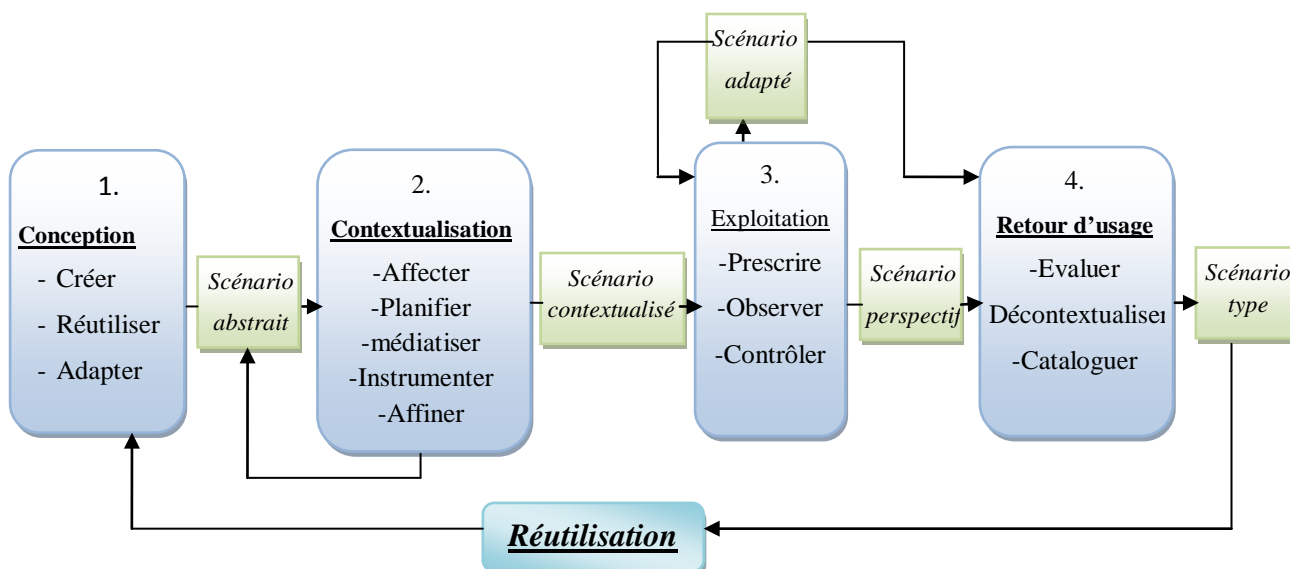 1.
Conception
- Créer
- Réutiliser
- Adapter
Scénario
abstrait
2.
Contextualisation
-Affecter
-Planifier
-médiatiser
-Instrumenter
-Affiner
Scénario
contextualisé
Scénario
adapté
3.
Exploitation
-Prescrire
-Observer
-Contrôler
Scénario
perspectif
4.
Retour d’usage
-Evaluer
Décontextualiser
-Cataloguer
Scénario
type
Réutilisation